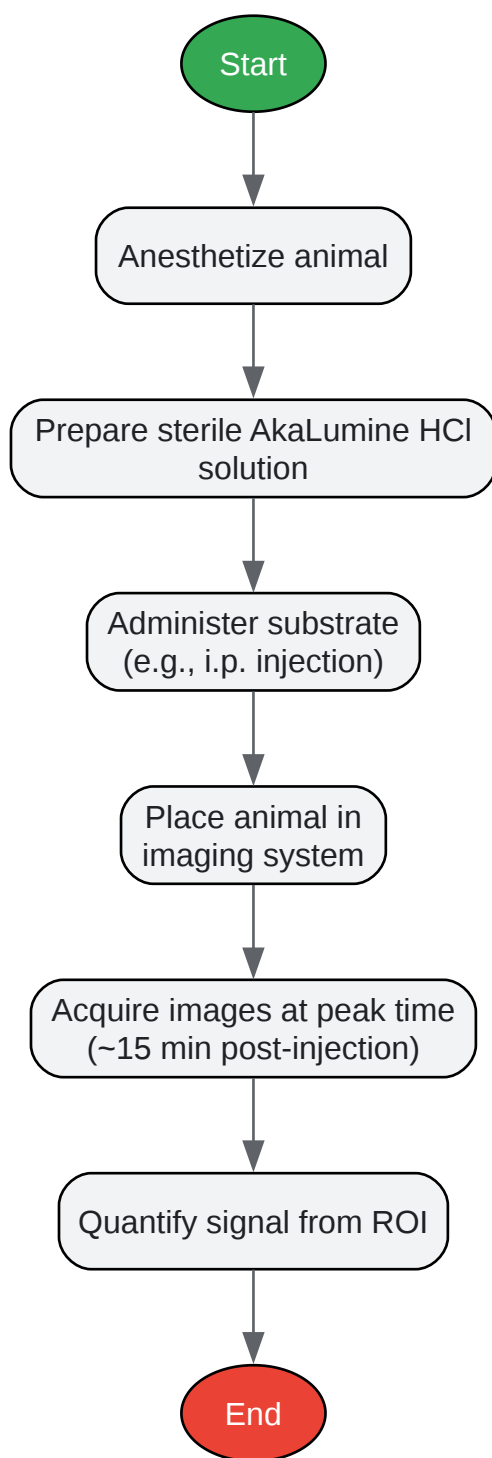 Start
Anesthetize animal
Prepare sterile AkaLumine HCl
solution
Administer substrate
(e.g., i.p. injection)
Place animal in
imaging system
Acquire images at peak time
(~15 min post-injection)
Quantify signal from ROI
End